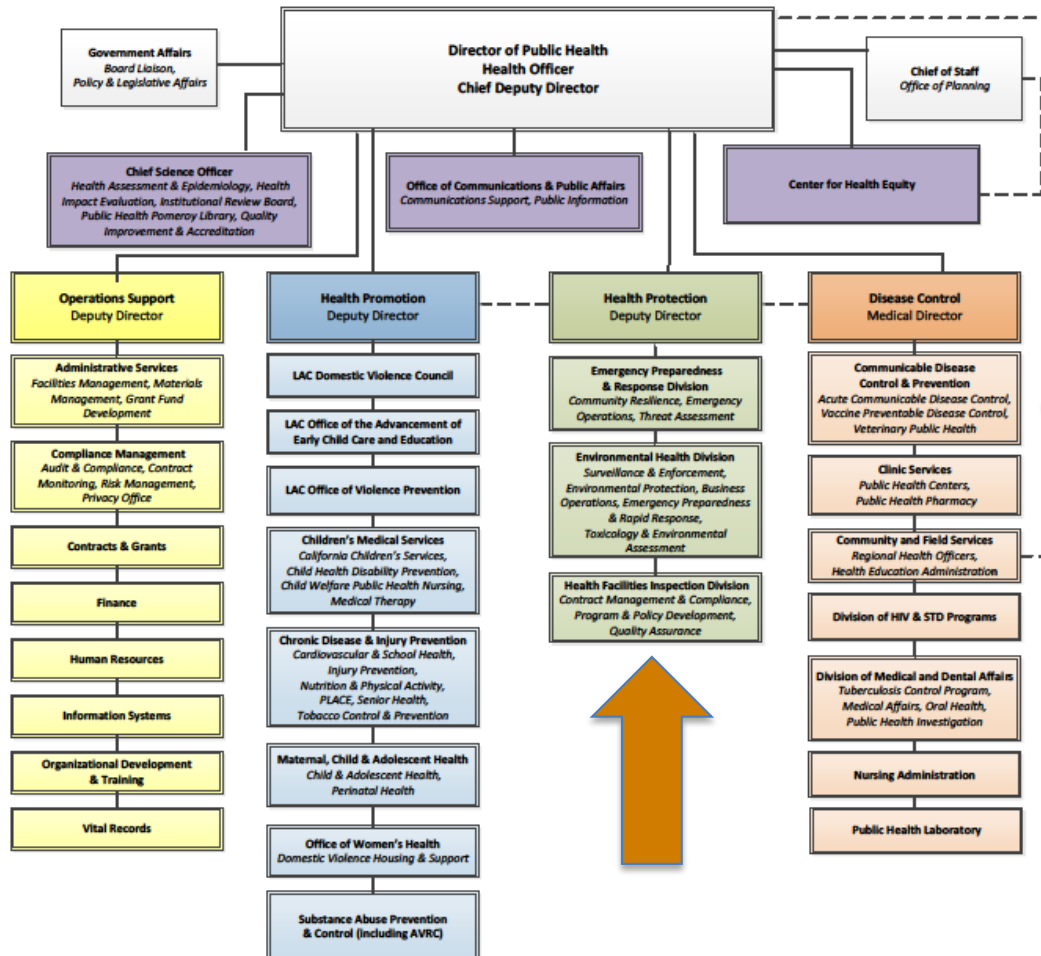 Government Affairs
Board Liaison,
Policy & Legislative Affairs
Director of Public Health
Health Officer
Chief Deputy Director
Chief of Staff
Office of Planning
Chief Science Officer
Health Assessment & Epidemiology, Health
Impact Evaluation, Institutional Review Board,
Public Health Pomeroy Library, Quality
Improvement & Accreditation
Office of Communications & Public Affairs
Communications Support, Public Information
Center for Health Equity
Operations Support
Deputy Director
Administrative Services
Facilities Management, Materials
Management, Grant Fund
Development
Compliance Management
Audit & Compliance, Contract
Monitoring, Risk Management,
Privacy Office
Contracts & Grants
Finance
Human Resources
Information Systems
Organizational Development
& Training
Vital Records
Health Promotion
Deputy Director
LAC Domestic Violence Council
LAC Office of the Advancement of
Early Child Care and Education
LAC Office of Violence Prevention
Children's Medical Services
California Children's Services,
Child Health Disability Prevention,
Child Welfare Public Health Nursing,
Medical Therapy
Chronic Disease & Injury Prevention
Cardiovascular & School Health,
Injury Prevention,
Nutrition & Physical Activity,
PLACE, Senior Health,
Tobacco Control & Prevention
Maternal, Child & Adolescent Health
Child & Adolescent Health,
Perinatal Health
Office of Women's Health
Domestic Violence Housing & Support
Substance Abuse Prevention
& Control (including AVRC)
Health Protection
Deputy Director
Emergency Preparedness
& Response Division
Community Resilience, Emergency
Operations, Threat Assessment
Environmental Health Division
Surveillance & Enforcement,
Environmental Protection, Business
Operations, Emergency Preparedness
& Rapid Response,
Toxicology & Environmental
Assessment
Health Facilities Inspection Division
Contract Management & Compliance,
Program & Policy Development,
Quality Assurance
Disease Control
Medical Director
Communicable Disease
Control & Prevention
Acute Communicable Disease Control,
Vaccine Preventable Disease Control,
Veterinary Public Health
Clinic Services
Public Health Centers,
Public Health Pharmacy
Community and Field Services
Regional Health Officers,
Health Education Administration
Division of HIV & STD Programs
Division of Medical and Dental Affairs
Tuberculosis Control Program,
Medical Affairs, Oral Health,
Public Health Investigation
Nursing Administration
Public Health Laboratory